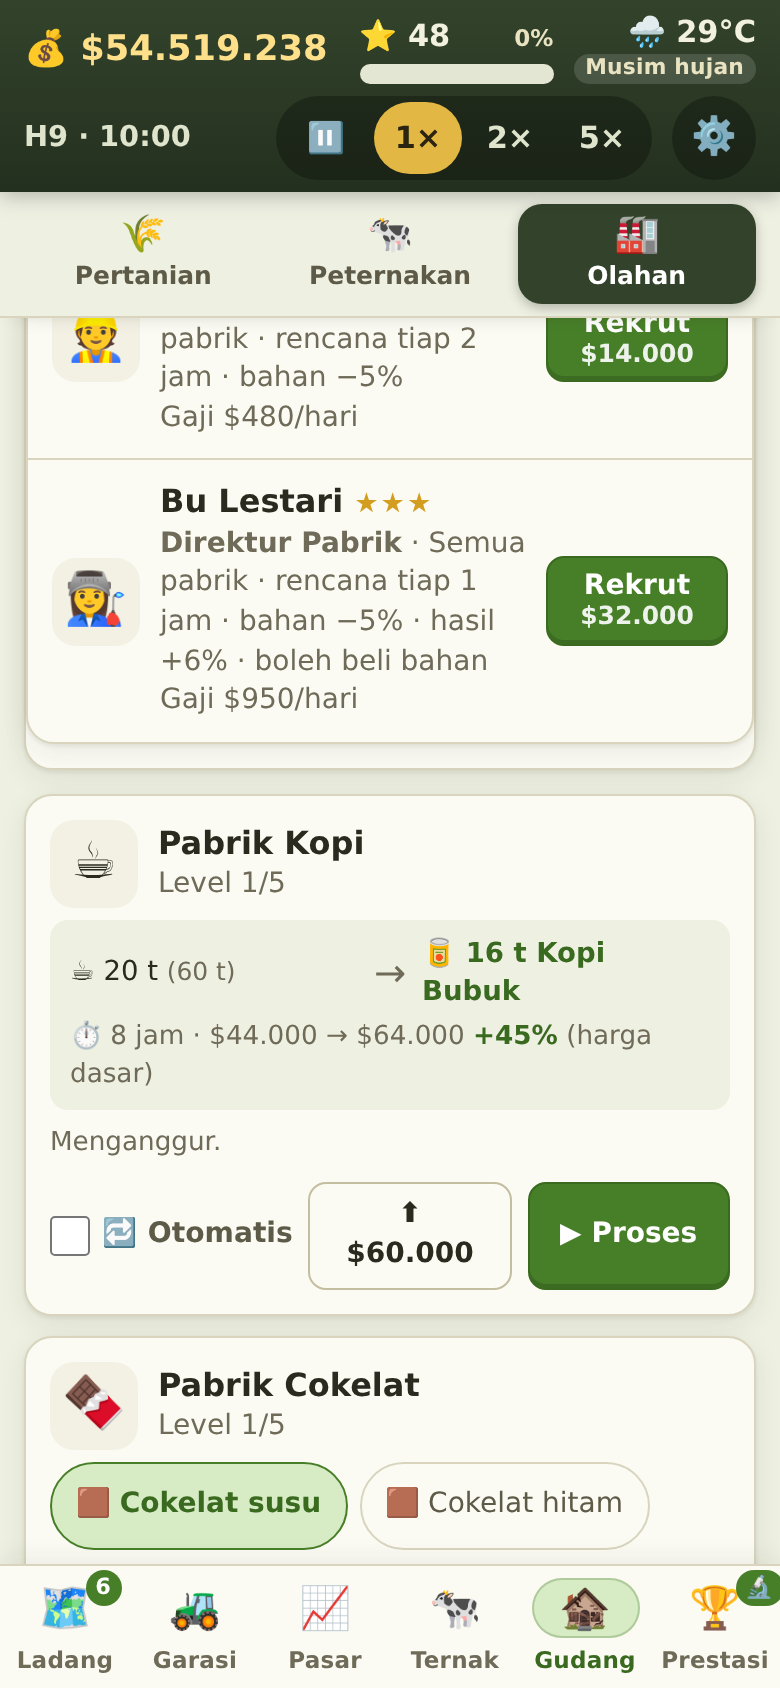 $54.519.238
48
0%
29°C
Musim hujan
H9 · 10:00
1×
2×
5×
Pertanian
Peternakan
Olahan
pabrik · rencana tiap 2
jam · bahan −5%
Gaji $480/hari
Rekrut
$14.000
Bu Lestari ★★★
Direktur Pabrik · Semua
pabrik · rencana tiap 1
jam · bahan −5% · hasil
+6% · boleh beli bahan
Gaji $950/hari
Rekrut
$32.000
Pabrik Kopi
Level 1/5
20 t (60 t)
→
16 t Kopi
Bubuk
8 jam · $44.000 → $64.000 +45% (harga
dasar)
Menganggur.
Otomatis
⬆
$60.000
▶ Proses
Pabrik Cokelat
Level 1/5
Cokelat susu
Cokelat hitam
6
Ladang
Garasi
Pasar
Ternak
Gudang
Prestasi